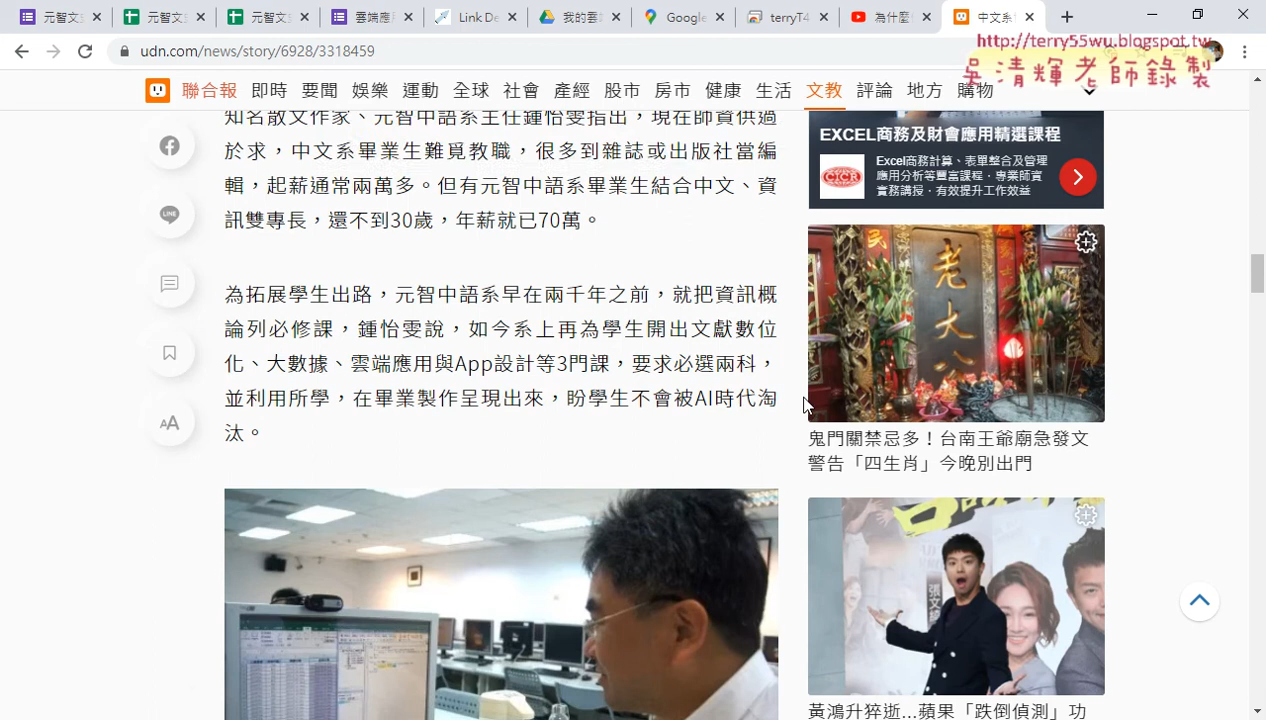 元智文
元智文
元智文
雲端應
Link De
我的雲
Google
terryT4
為什麼
中文系
udn.com/news/story/6928/3318459
http://terry55wu.blogspot.tw
吳清輝老師錄製
聯合報 即時 要聞 娛樂 運動 全球 社會 產經 股市 房市 健康 生活 文教 評論 地方 購物
知名散文作家、元智中語系主任鍾怡雯指出，現在師資供過
於求，中文系畢業生難覓教職，很多到雜誌或出版社當編
輯，起薪通常兩萬多。但有元智中語系畢業生結合中文、資
訊雙專長，還不到30歲，年薪就已70萬。
為拓展學生出路，元智中語系早在兩千年之前，就把資訊概
論列必修課，鍾怡雯說，如今系上再為學生開出文獻數位
化、大數據、雲端應用與App設計等3門課，要求必選兩科，
並利用所學，在畢業製作呈現出來，盼學生不會被AI時代淘
汰。
LINE
AA
EXCEL商務及財會應用精選課程
CICR
Excel商務計算、表單整合及管理
應用分析等豐富課程．專業師資
實務講授．有效提升工作效益
老大公
鬼門關禁忌多！台南王爺廟急發文
警告「四生肖」今晚別出門
黃鴻升猝逝...蘋果「跌倒偵測」功